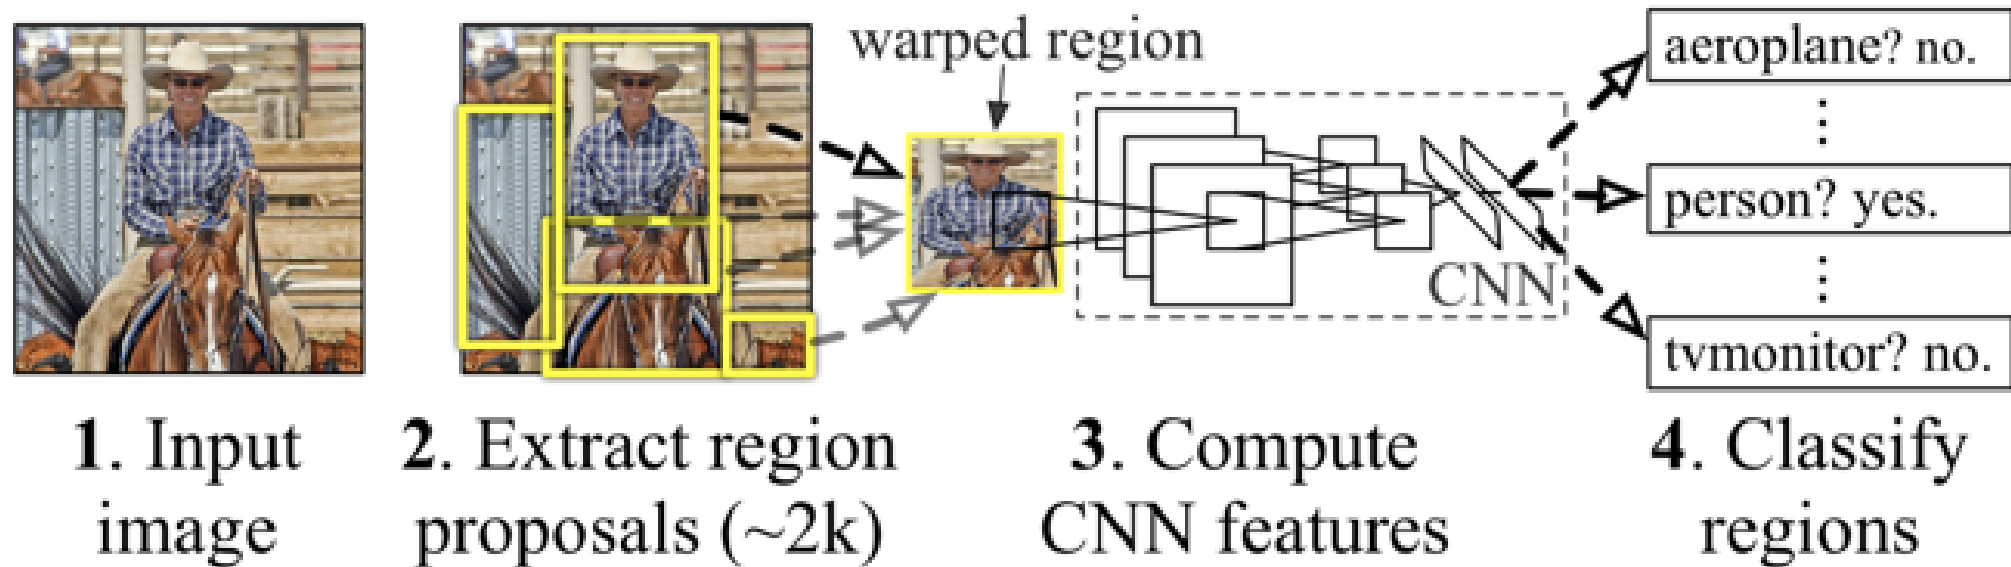 warped region
aeroplane? no.
person? yes.
CNN
tvmonitor? no.
1. Input
image
2. Extract region
proposals (~2k)
3. Compute
CNN features
4. Classify
regions